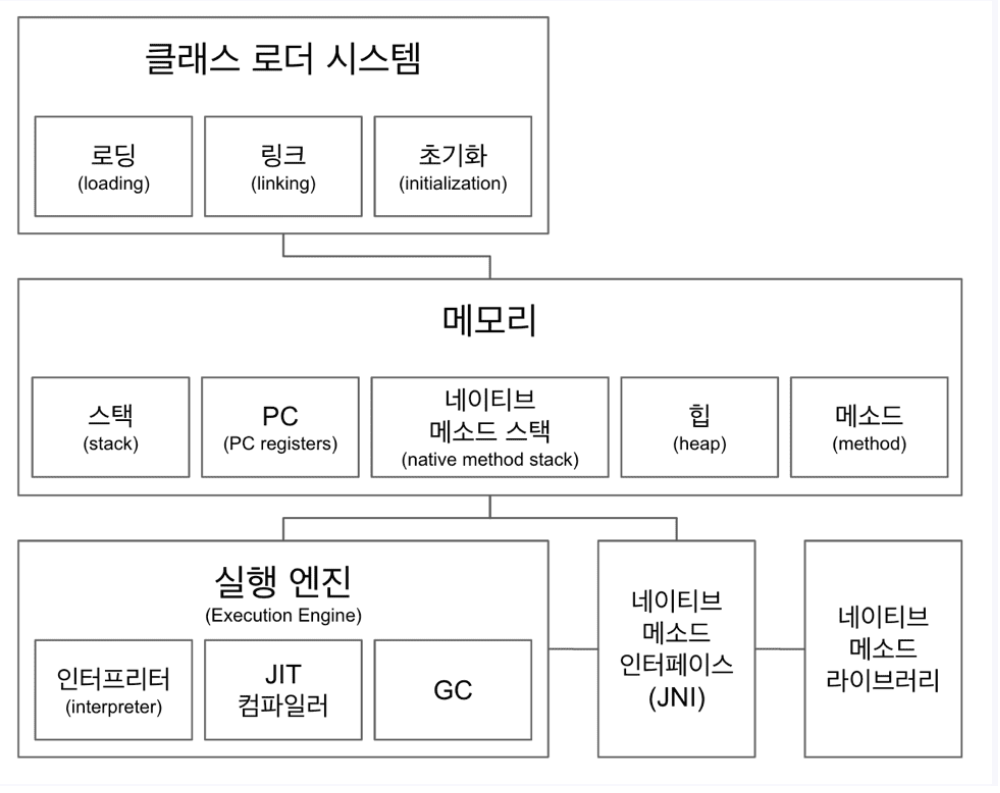 클래스 로더 시스템
로딩
(loading)
링크
(linking)
초기화
(initialization)
메모리
스택
(stack)
PC
(PC registers)
네이티브
메소드 스택
(native method stack)
힙
(heap)
메소드
(method)
실행 엔진
(Execution Engine)
인터프리터
(interpreter)
JIT
컴파일러
GC
네이티브
메소드
인터페이스
(JNI)
네이티브
메소드
라이브러리